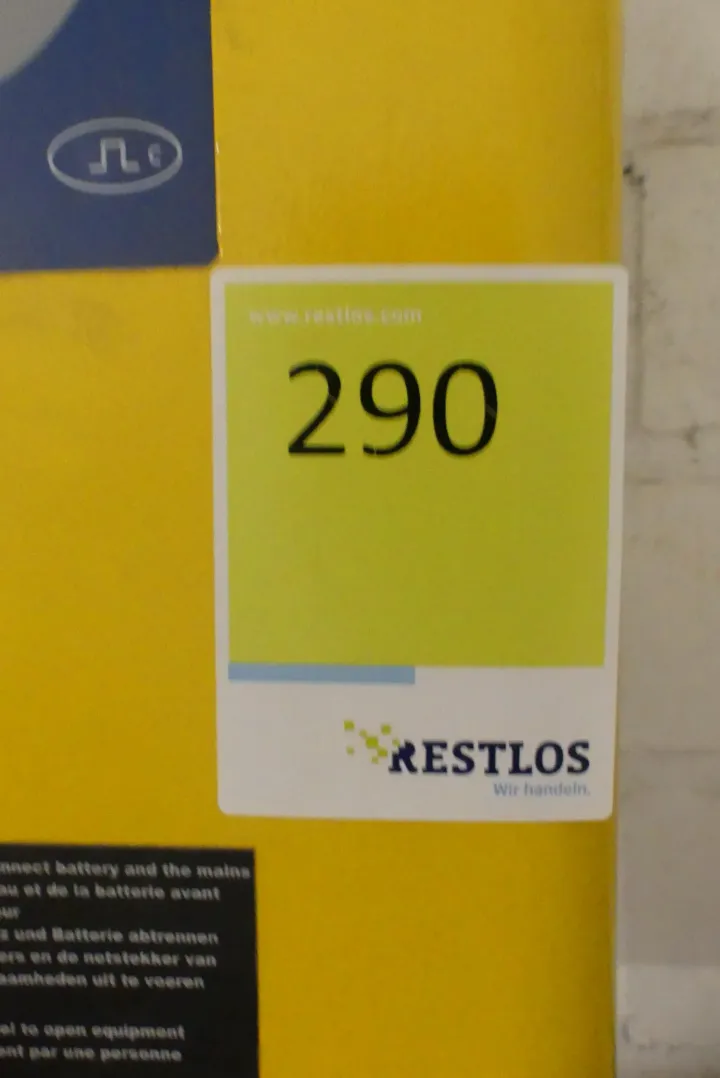 www.restlos.com
290
RESTLOS
Wir handeln.
nnect battery and the mains
au et de la batterie avant
ur
z und Batterie abtrennen
ers en de netstekker van
aamheden uit te voeren
el to open equipment
ent par une personne